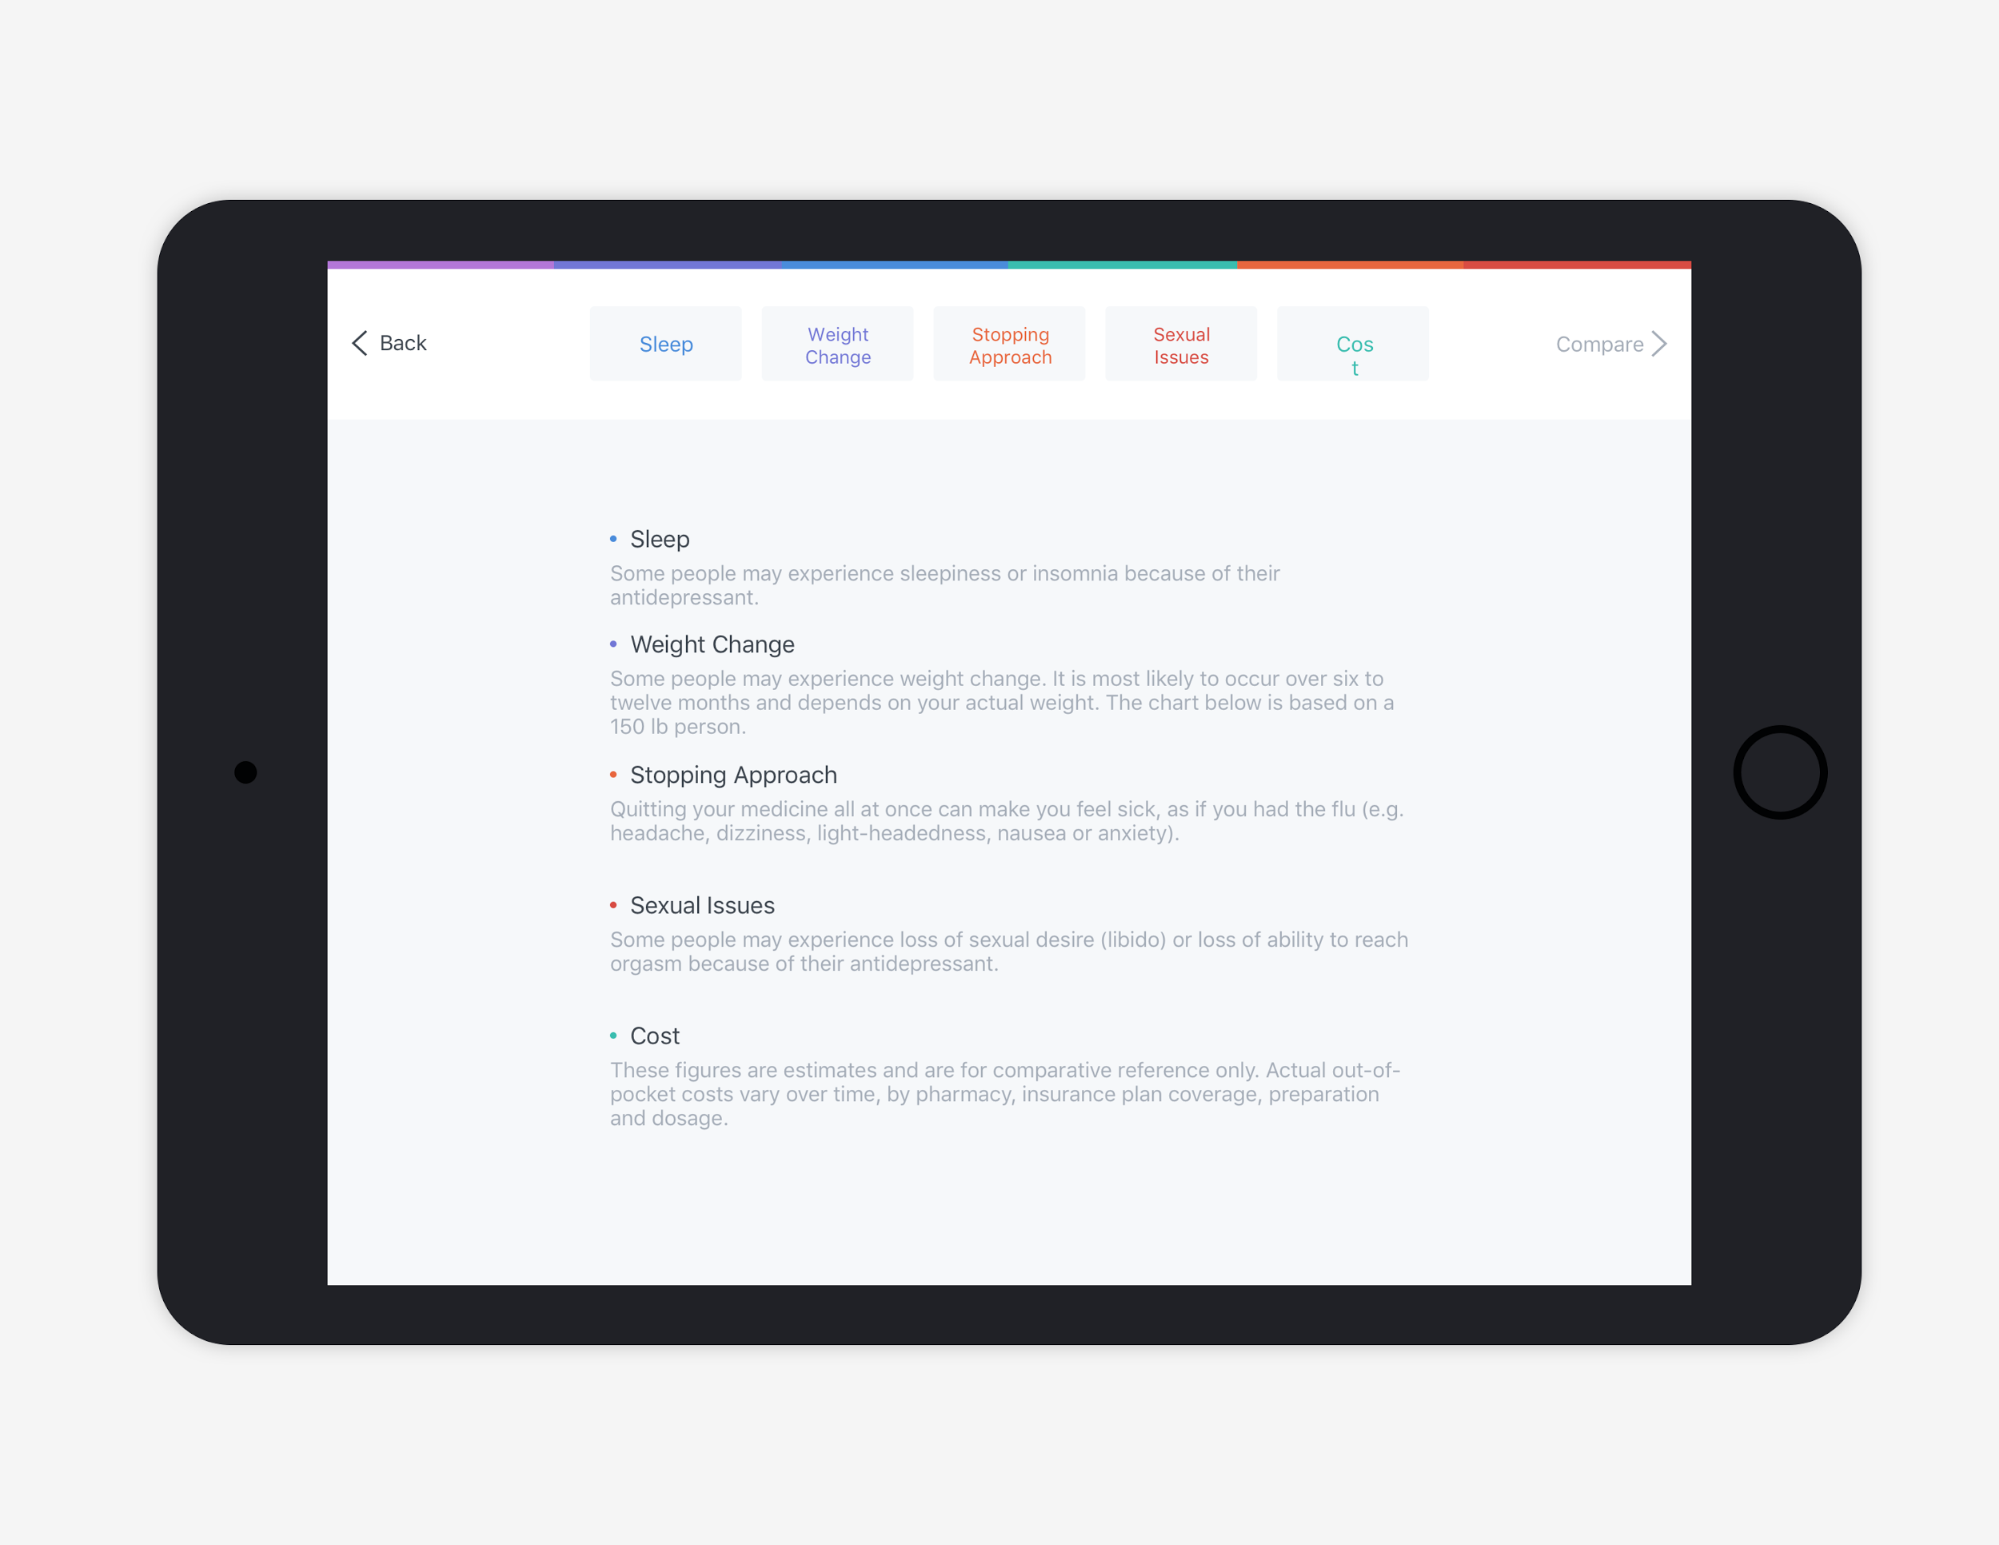 Back
Sleep
Weight
Change
Stopping
Approach
Sexual
Issues
Cos
t
Compare
Sleep
Some people may experience sleepiness or insomnia because of their
antidepressant.
Weight Change
Some people may experience weight change. It is most likely to occur over six to
twelve months and depends on your actual weight. The chart below is based on a
150 lb person.
Stopping Approach
Quitting your medicine all at once can make you feel sick, as if you had the flu (e.g.
headache, dizziness, light-headedness, nausea or anxiety).
Sexual Issues
Some people may experience loss of sexual desire (libido) or loss of ability to reach
orgasm because of their antidepressant.
Cost
These figures are estimates and are for comparative reference only. Actual out-of-
pocket costs vary over time, by pharmacy, insurance plan coverage, preparation
and dosage.